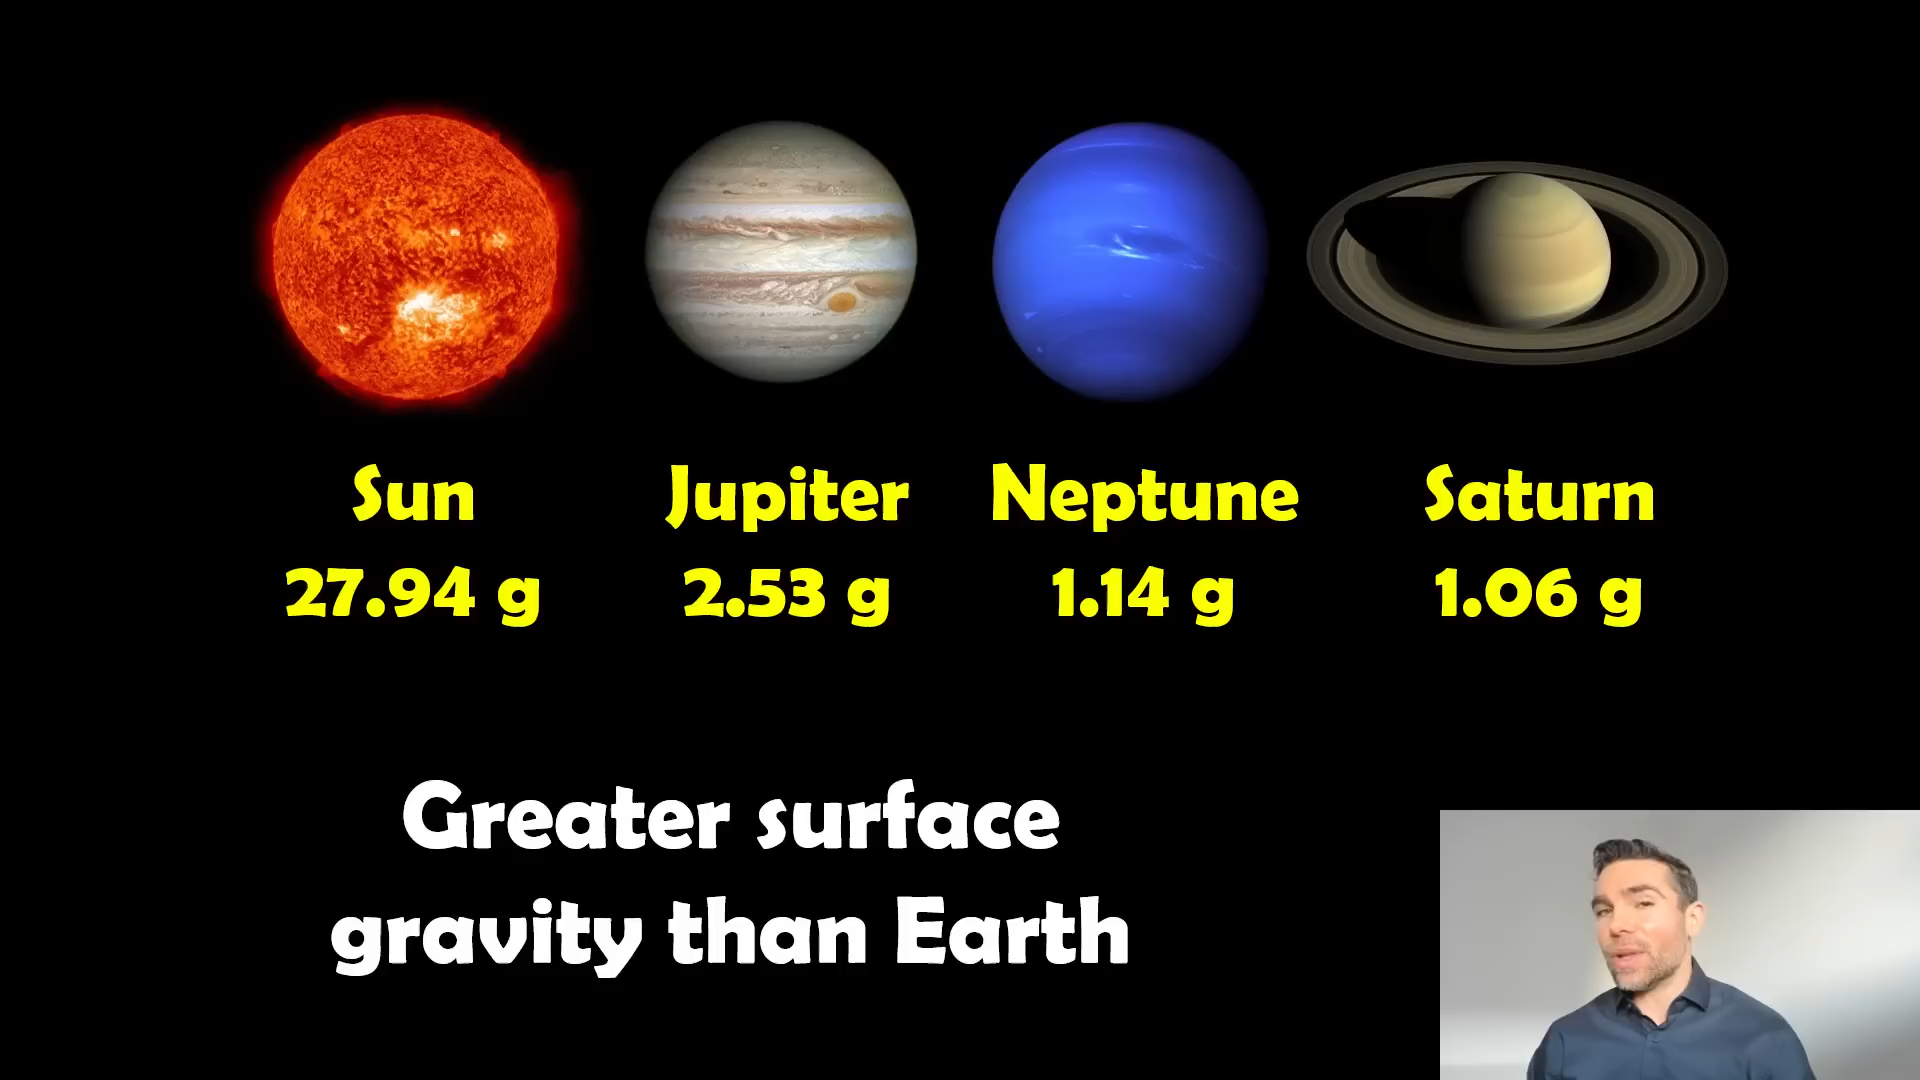 Sun Jupiter Neptune Saturn
27.94 g 2.53 g 1.14 g 1.06 g
Greater surface
gravity than Earth